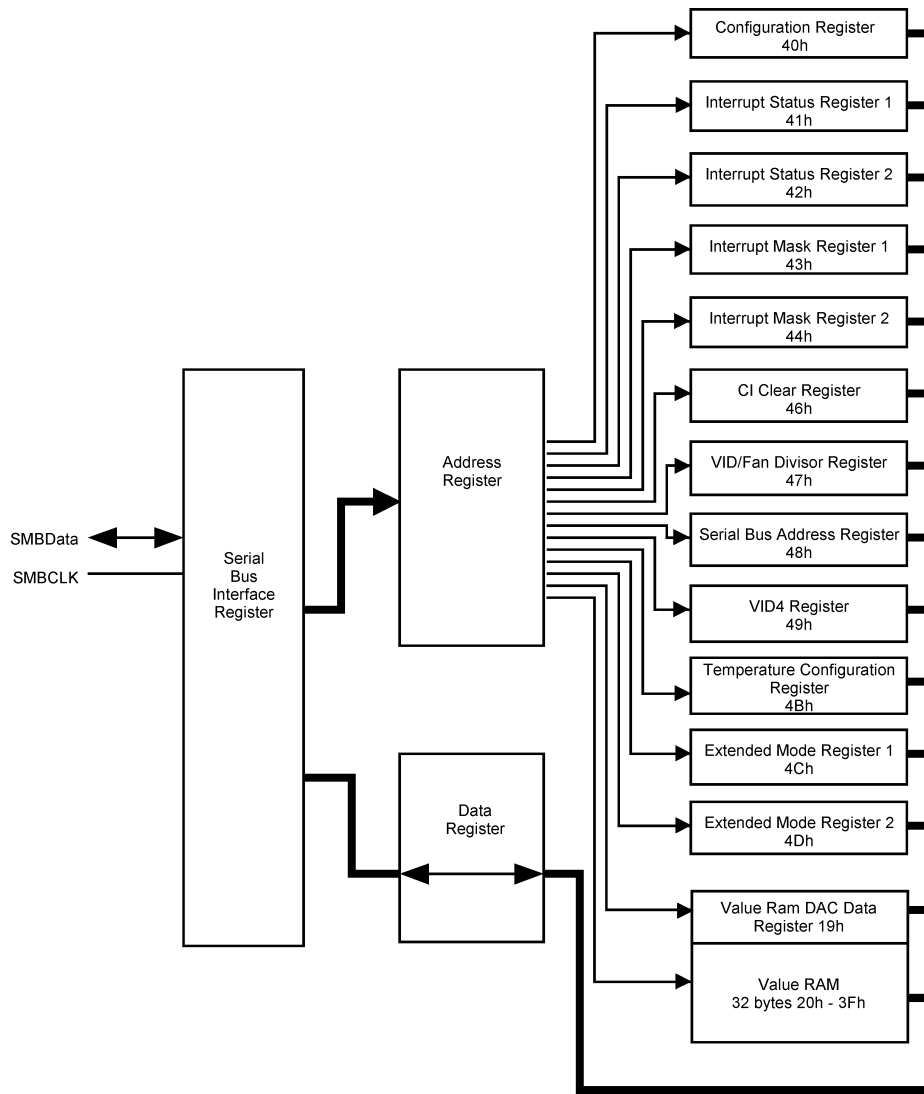 Configuration Register
40h
Interrupt Status Register 1
41h
Interrupt Status Register 2
42h
Interrupt Mask Register 1
43h
Interrupt Mask Register 2
44h
CI Clear Register
46h
Address
Register
VID/Fan Divisor Register
47h
SMBData
SMBCLK
Serial
Bus
Interface
Register
Serial Bus Address Register
48h
VID4 Register
49h
Temperature Configuration
Register
4Bh
Extended Mode Register 1
4Ch
Data
Register
Extended Mode Register 2
4Dh
Value Ram DAC Data
Register 19h
Value RAM
32 bytes 20h - 3Fh